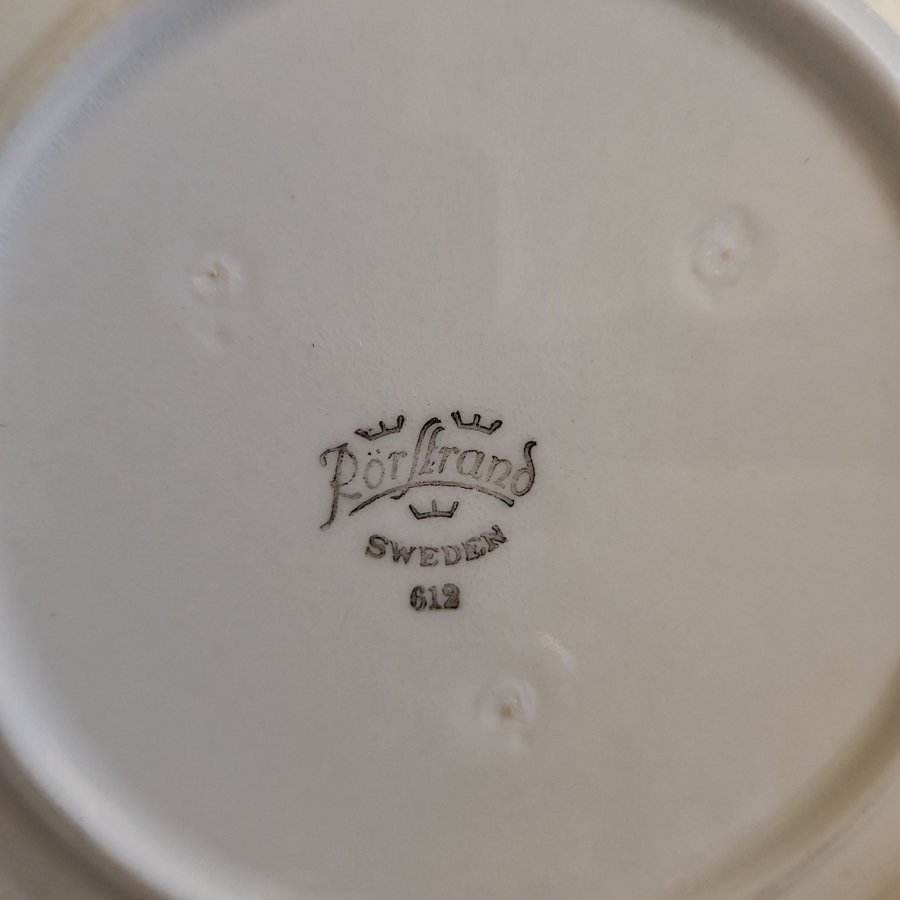 Rörstrand
SWEDEN
612